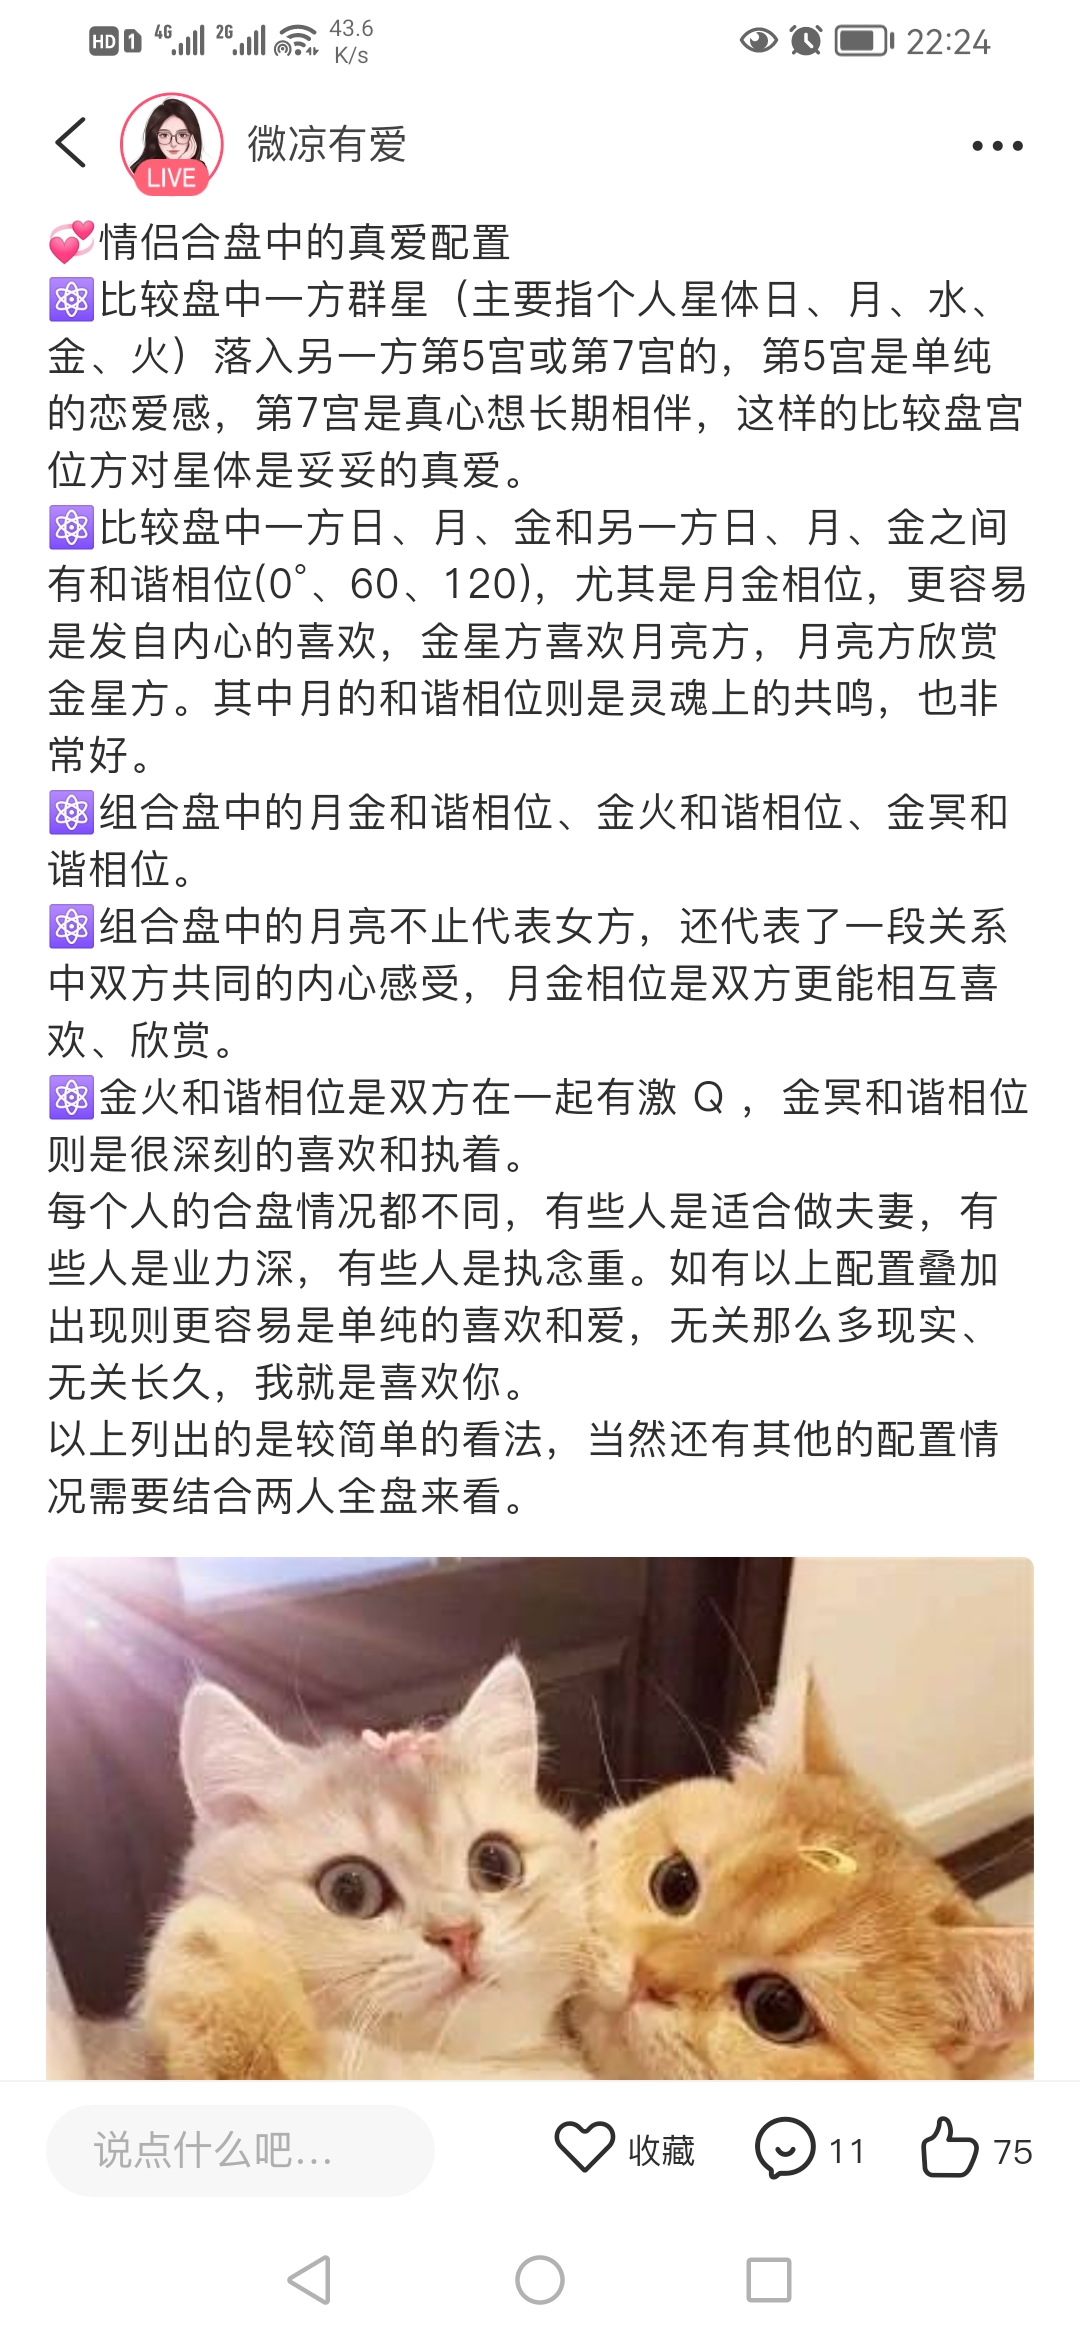 HD 1 4G 2G 43.6 K/s 22:24
微凉有爱
LIVE
💞情侣合盘中的真爱配置
⚛比较盘中一方群星（主要指个人星体日、月、水、
金、火）落入另一方第5宫或第7宫的，第5宫是单纯
的恋爱感，第7宫是真心想长期相伴，这样的比较盘宫
位方对星体是妥妥的真爱。
⚛比较盘中一方日、月、金和另一方日、月、金之间
有和谐相位(0°、60、120)，尤其是月金相位，更容易
是发自内心的喜欢，金星方喜欢月亮方，月亮方欣赏
金星方。其中月的和谐相位则是灵魂上的共鸣，也非
常好。
⚛组合盘中的月金和谐相位、金火和谐相位、金冥和
谐相位。
⚛组合盘中的月亮不止代表女方，还代表了一段关系
中双方共同的内心感受，月金相位是双方更能相互喜
欢、欣赏。
⚛金火和谐相位是双方在一起有激 Q ，金冥和谐相位
则是很深刻的喜欢和执着。
每个人的合盘情况都不同，有些人是适合做夫妻，有
些人是业力深，有些人是执念重。如有以上配置叠加
出现则更容易是单纯的喜欢和爱，无关那么多现实、
无关长久，我就是喜欢你。
以上列出的是较简单的看法，当然还有其他的配置情
况需要结合两人全盘来看。
说点什么吧... 收藏 11 75